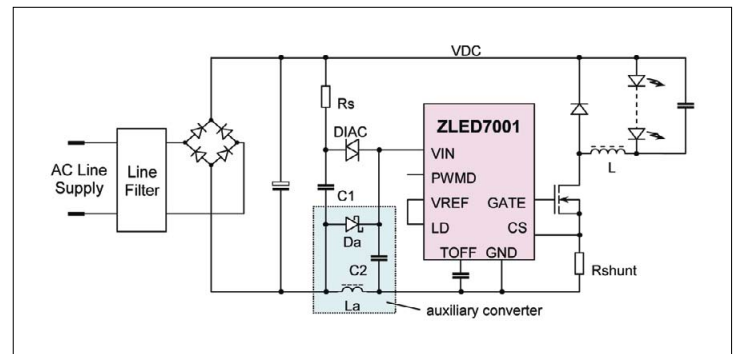 VDC
Rs
DIAC
ZLED7001
VIN
PWMD
VREF
GATE
LD
CS
TOFF
GND
AC Line
Supply
Line
Filter
C1
Da
C2
La
L
Rshunt
auxiliary converter